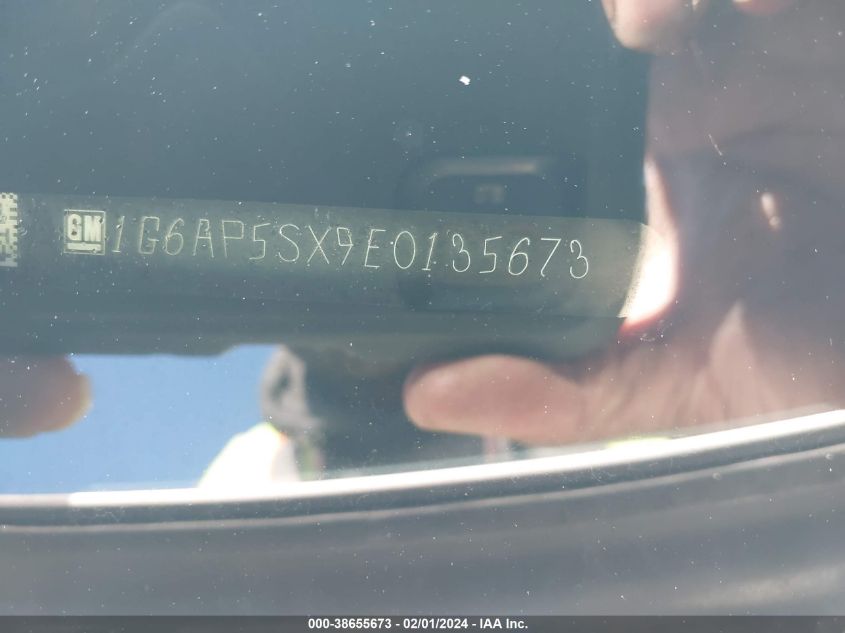 GM 1G6AP5SX9E0135673
000-38655673 - 02/01/2024 - IAA Inc.